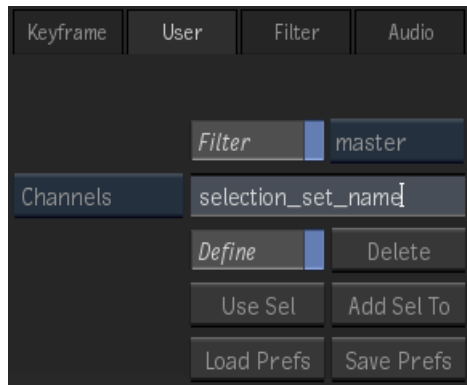 Keyframe User Filter Audio
Filter master
Channels selection_set_name
Define Delete
Use Sel Add Sel To
Load Prefs Save Prefs